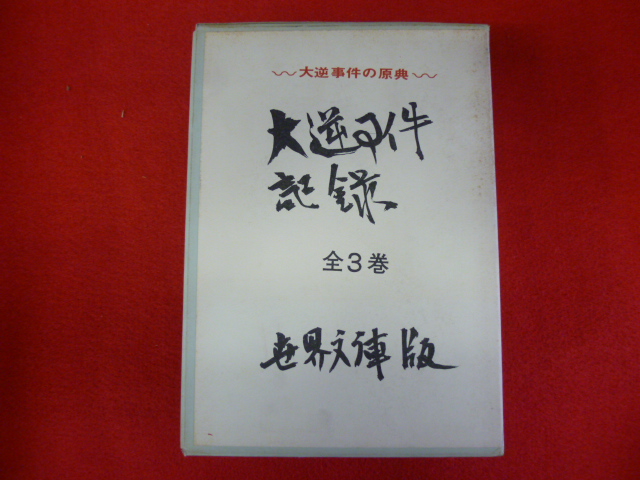 〰大逆事件の原典〰
大逆事件
記録
全3巻
世界文庫版